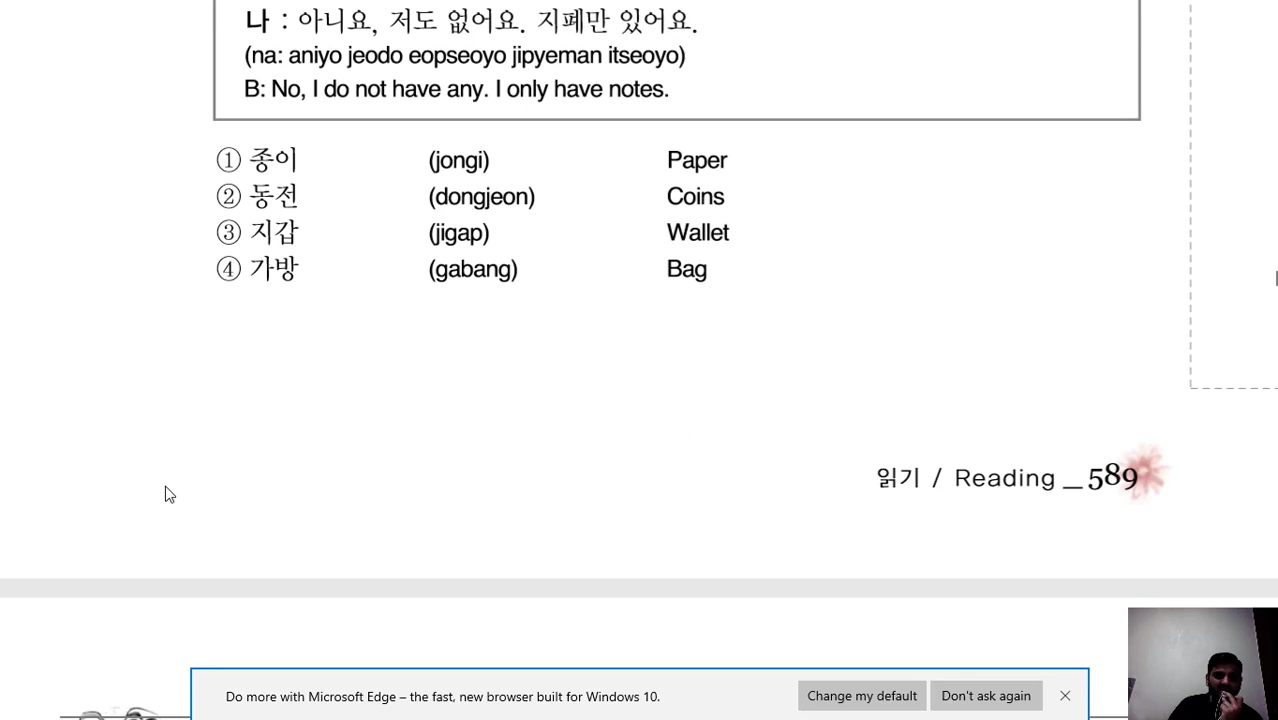 나 : 아니요, 저도 없어요. 지폐만 있어요.
(na: aniyo jeodo eopseoyo jipyeman itseoyo)
B: No, I do not have any. I only have notes.
① 종이 (jongi) Paper
② 동전 (dongjeon) Coins
③ 지갑 (jigap) Wallet
④ 가방 (gabang) Bag
읽기 / Reading _589
Do more with Microsoft Edge – the fast, new browser built for Windows 10. Change my default Don't ask again